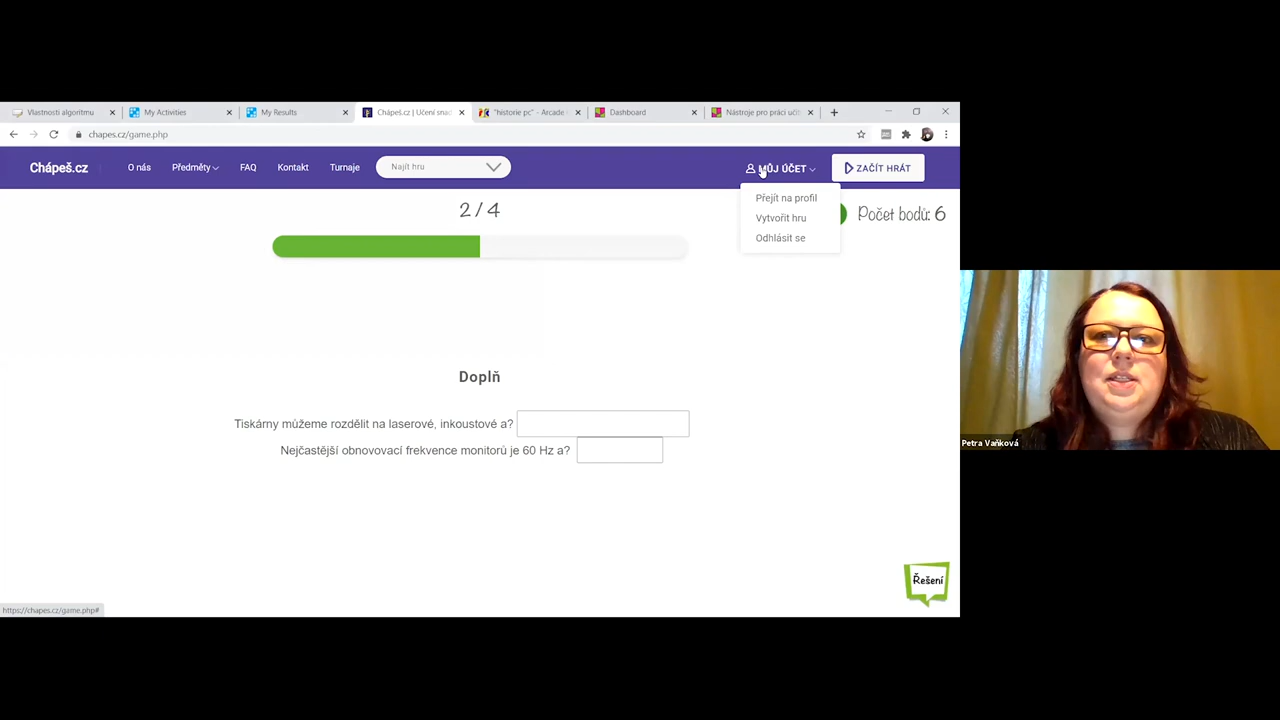 Vlastnosti algoritmu
My Activities
My Results
Chápeš.cz | Učení snad
"historie pc" - Arcade
Dashboard
Nástroje pro práci uči
chapes.cz/game.php
Chápeš.cz
O nás
Předměty
FAQ
Kontakt
Turnaje
Najít hru
MŮJ ÚČET
ZAČÍT HRÁT
Přejít na profil
Vytvořit hru
Odhlásit se
2 / 4
Počet bodů: 6
Doplň
Tiskárny můžeme rozdělit na laserové, inkoustové a?
Nejčastější obnovovací frekvence monitorů je 60 Hz a?
Řešení
https://chapes.cz/game.php#
Petra Vaňková